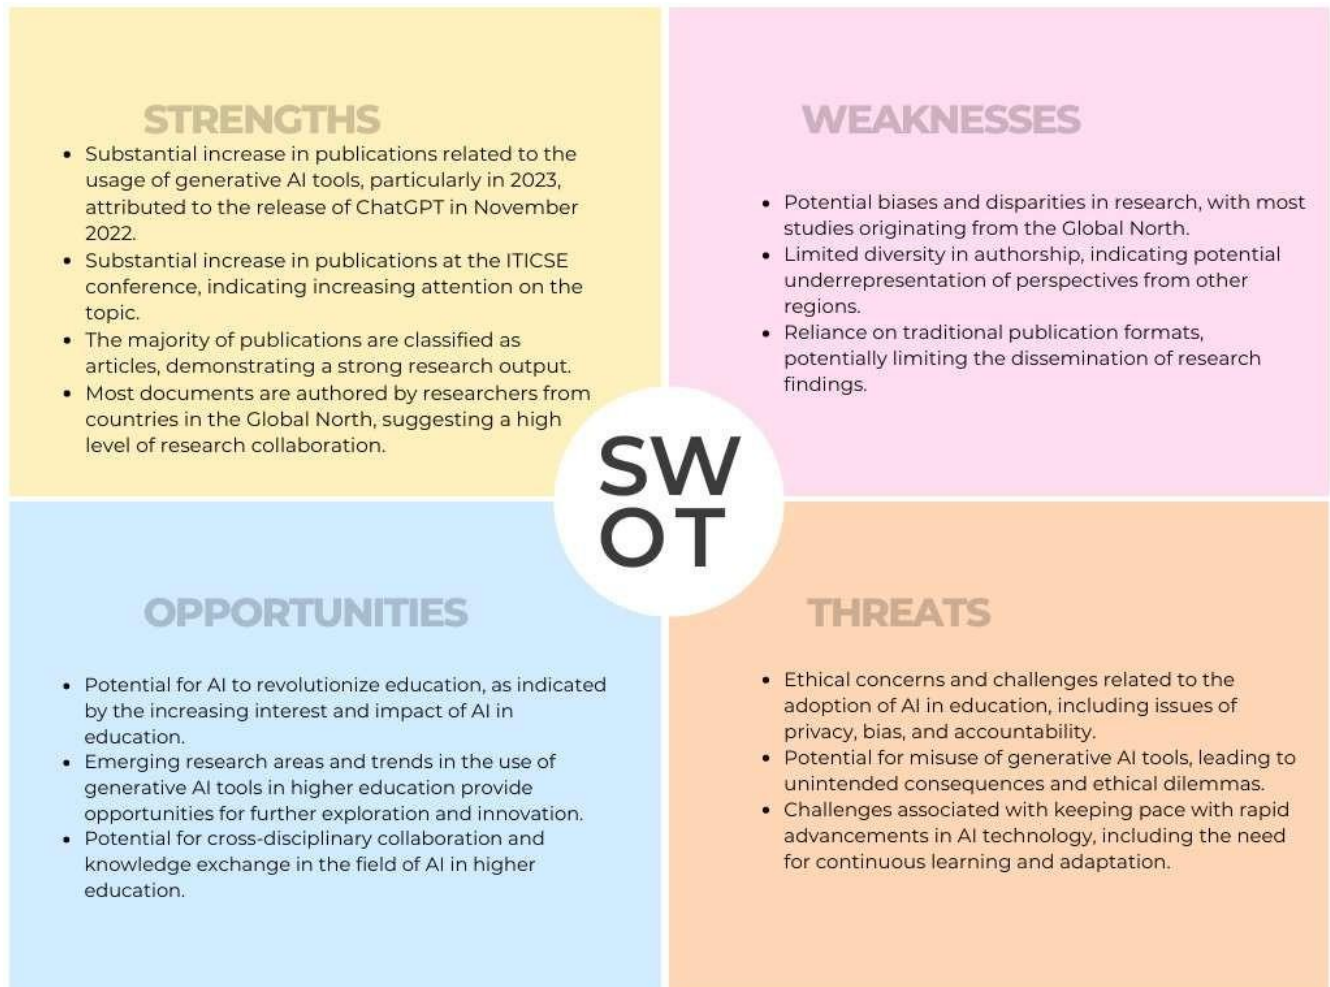 STRENGTHS
• Substantial increase in publications related to the
usage of generative AI tools, particularly in 2023,
attributed to the release of ChatGPT in November
2022.
• Substantial increase in publications at the ITICSE
conference, indicating increasing attention on the
topic.
• The majority of publications are classified as
articles, demonstrating a strong research output.
• Most documents are authored by researchers from
countries in the Global North, suggesting a high
level of research collaboration.
WEAKNESSES
• Potential biases and disparities in research, with most
studies originating from the Global North.
• Limited diversity in authorship, indicating potential
underrepresentation of perspectives from other
regions.
• Reliance on traditional publication formats,
potentially limiting the dissemination of research
findings.
SW
OT
OPPORTUNITIES
• Potential for AI to revolutionize education, as indicated
by the increasing interest and impact of AI in
education.
• Emerging research areas and trends in the use of
generative AI tools in higher education provide
opportunities for further exploration and innovation.
• Potential for cross-disciplinary collaboration and
knowledge exchange in the field of AI in higher
education.
THREATS
• Ethical concerns and challenges related to the
adoption of AI in education, including issues of
privacy, bias, and accountability.
• Potential for misuse of generative AI tools, leading to
unintended consequences and ethical dilemmas.
• Challenges associated with keeping pace with rapid
advancements in AI technology, including the need
for continuous learning and adaptation.